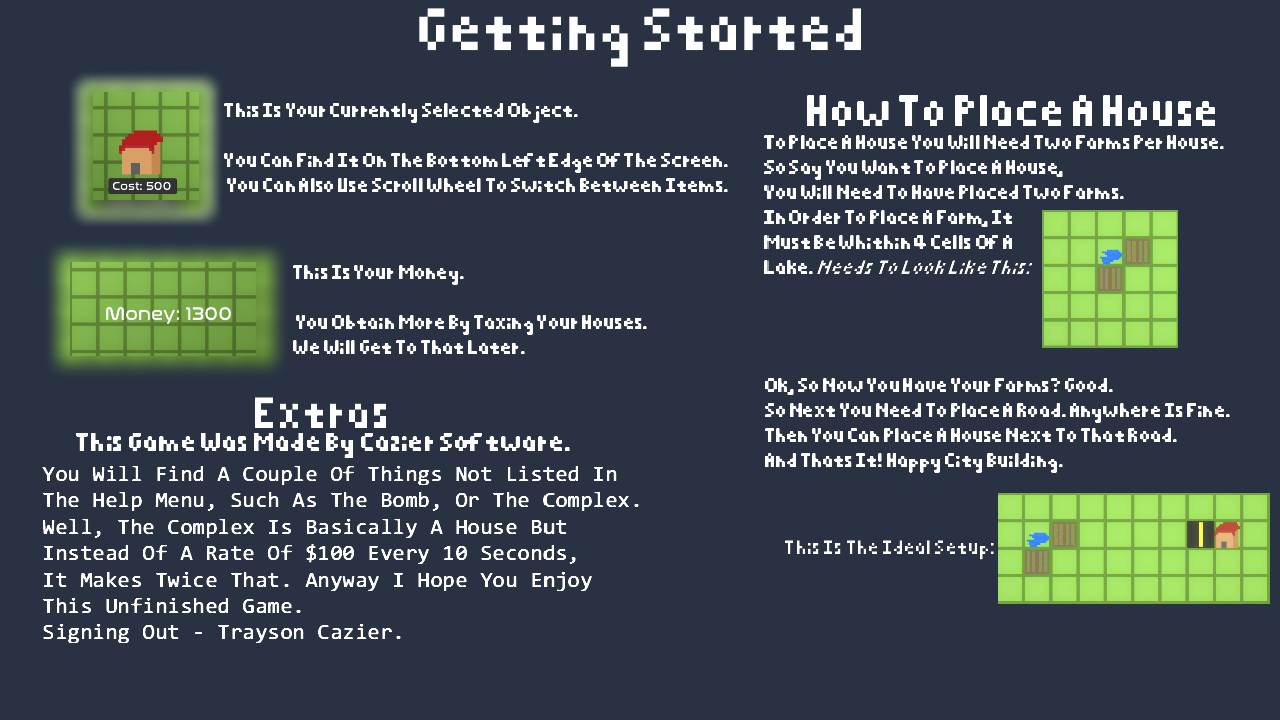 Getting Started
This Is Your Currently Selected Object.
You Can Find It On The Bottom Left Edge Of The Screen.
You Can Also Use Scroll Wheel To Switch Between Items.
Cost: 500
This Is Your Money.
Money: 1300
You Obtain More By Taxing Your Houses.
We Will Get To That Later.
Extras
This Game Was Made By Cazier Software.
You Will Find A Couple Of Things Not Listed In
The Help Menu, Such As The Bomb, Or The Complex.
Well, The Complex Is Basically A House But
Instead Of A Rate Of $100 Every 10 Seconds,
It Makes Twice That. Anyway I Hope You Enjoy
This Unfinished Game.
Signing Out - Trayson Cazier.
How To Place A House
To Place A House You Will Need Two Farms Per House.
So Say You Want To Place A House,
You Will Need To Have Placed Two Farms.
In Order To Place A Farm, It
Must Be Whithin 4 Cells Of A
Lake. Needs To Look Like This:
Ok, So Now You Have Your Farms? Good.
So Next You Need To Place A Road. Anywhere Is Fine.
Then You Can Place A House Next To That Road.
And Thats It! Happy City Building.
This Is The Ideal Setup: